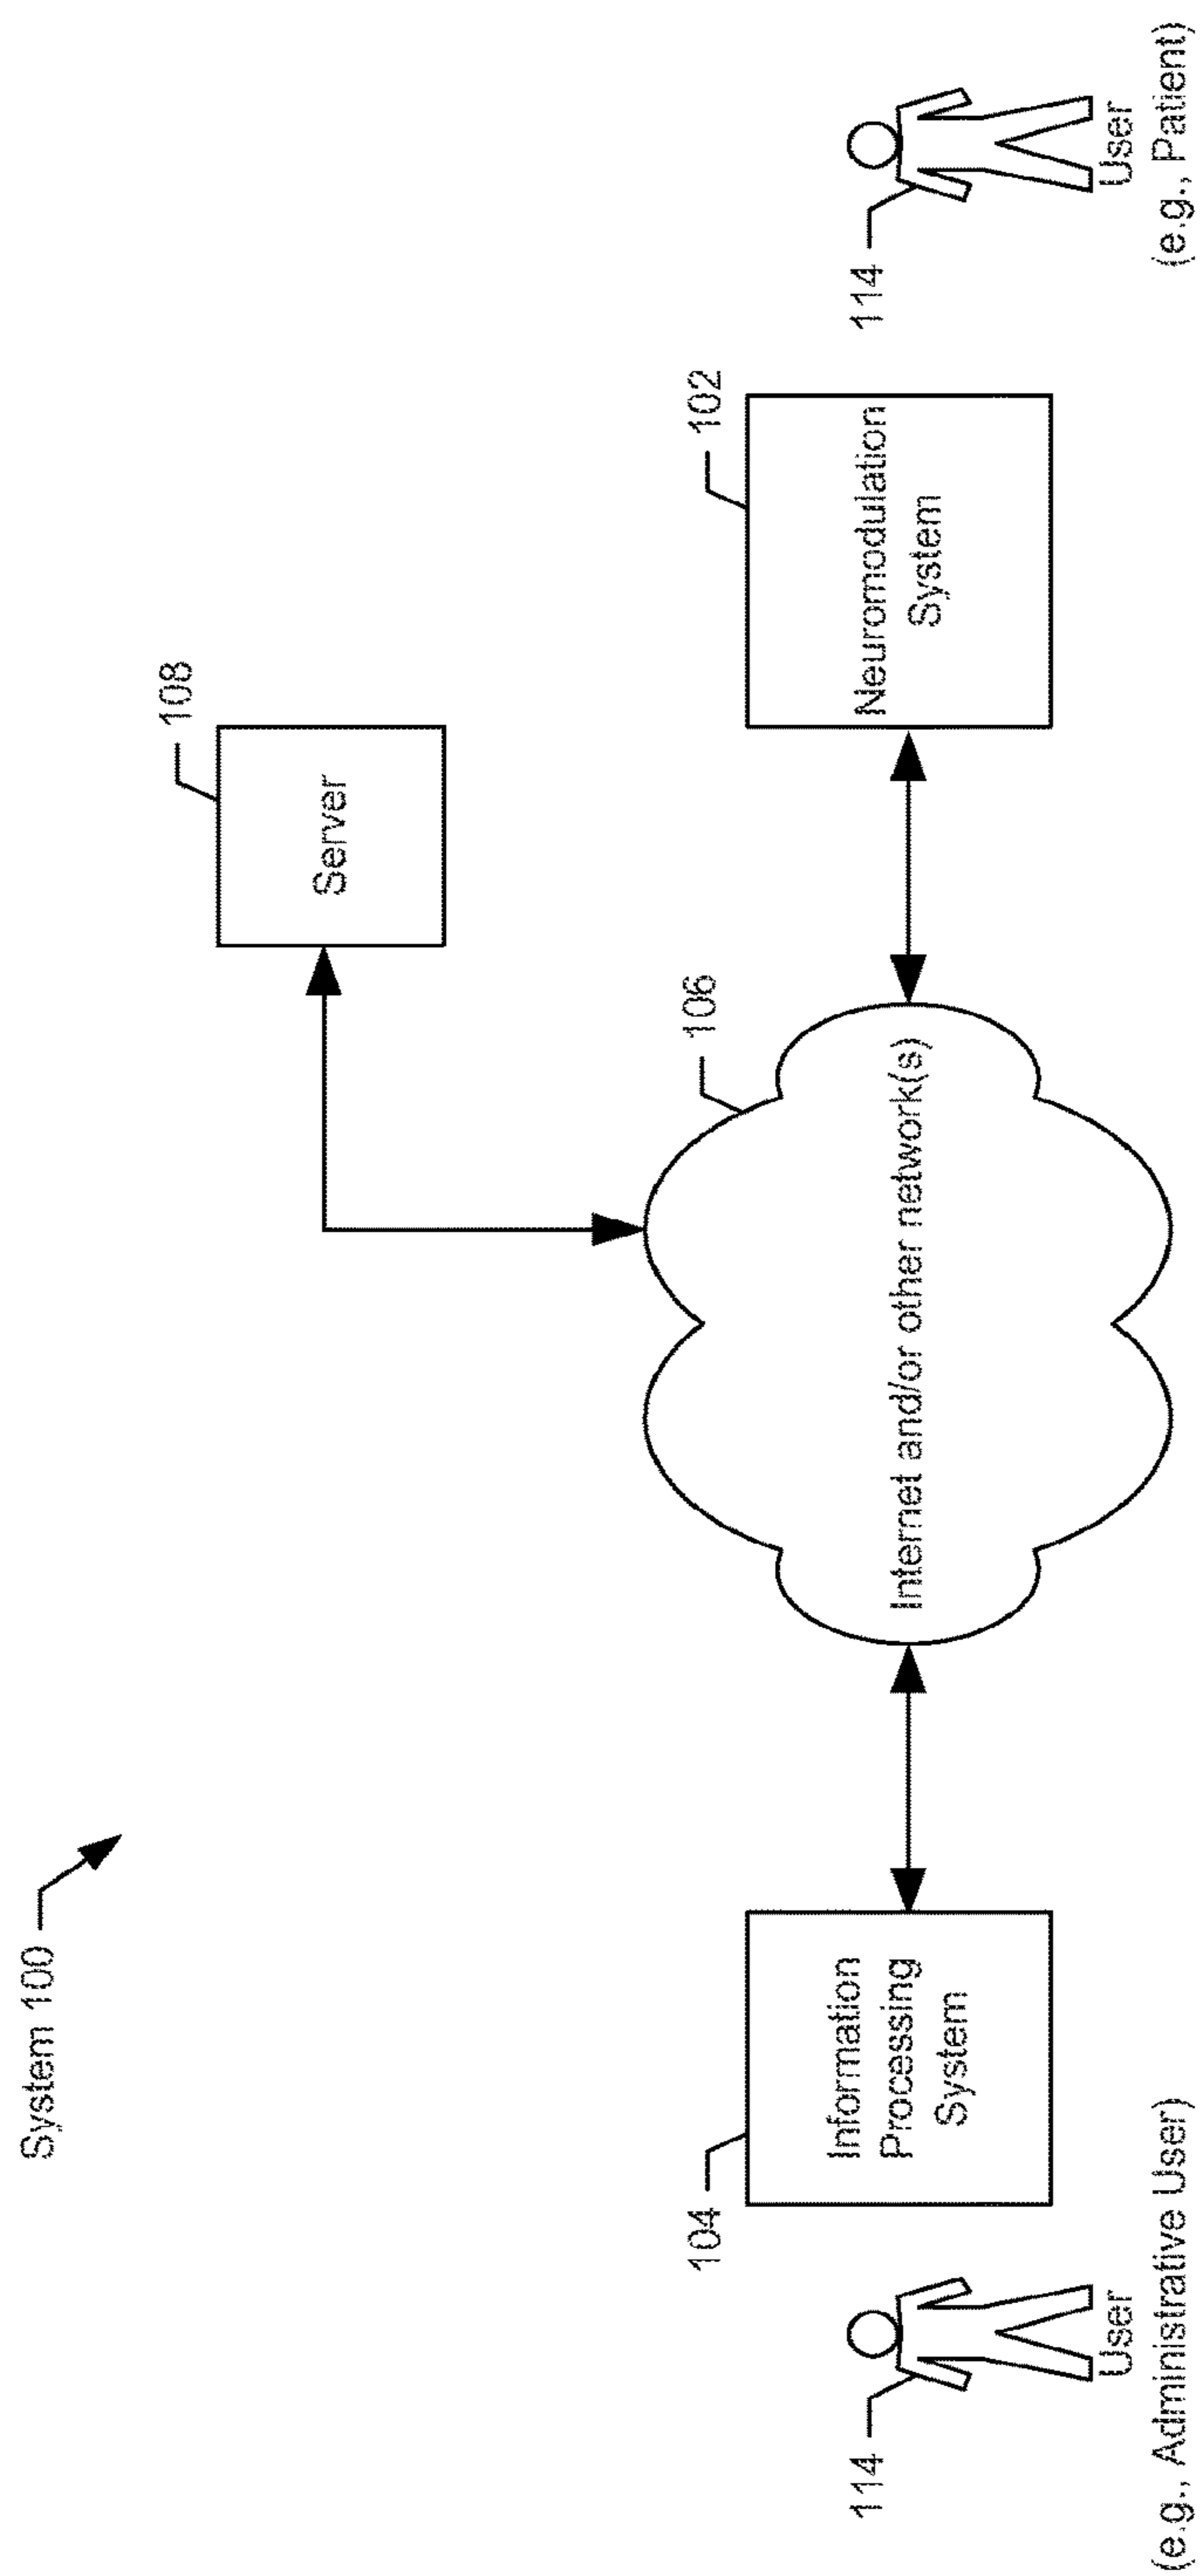 System 100
108
Server
106
Internet and/or other network(s)
104
Information
Processing
System
102
Neuromodulation
System
114
User
(e.g., Administrative User)
114
User
(e.g., Patient)